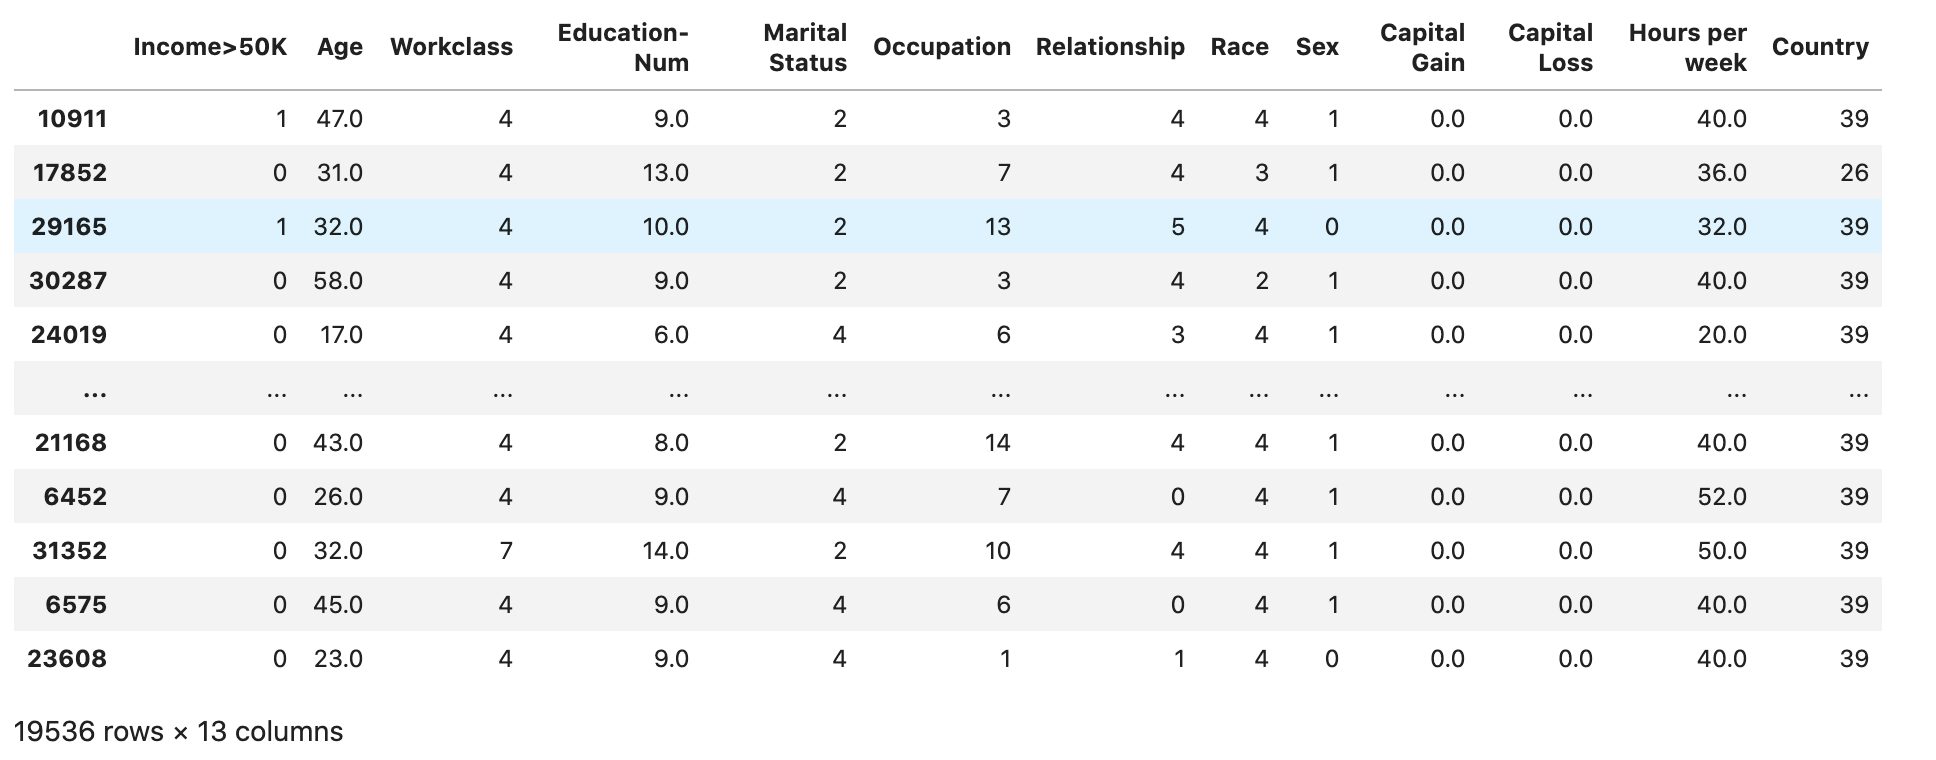 Income>50K Age Workclass Education-Num Marital Status Occupation Relationship Race Sex Capital Gain Capital Loss Hours per week Country
10911 1 47.0 4 9.0 2 3 4 4 1 0.0 0.0 40.0 39
17852 0 31.0 4 13.0 2 7 4 3 1 0.0 0.0 36.0 26
29165 1 32.0 4 10.0 2 13 5 4 0 0.0 0.0 32.0 39
30287 0 58.0 4 9.0 2 3 4 2 1 0.0 0.0 40.0 39
24019 0 17.0 4 6.0 4 6 3 4 1 0.0 0.0 20.0 39
... ... ... ... ... ... ... ... ... ... ... ... ... ...
21168 0 43.0 4 8.0 2 14 4 4 1 0.0 0.0 40.0 39
6452 0 26.0 4 9.0 4 7 0 4 1 0.0 0.0 52.0 39
31352 0 32.0 7 14.0 2 10 4 4 1 0.0 0.0 50.0 39
6575 0 45.0 4 9.0 4 6 0 4 1 0.0 0.0 40.0 39
23608 0 23.0 4 9.0 4 1 1 4 0 0.0 0.0 40.0 39
19536 rows × 13 columns